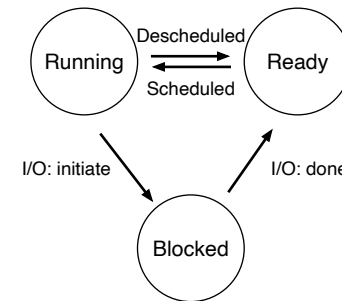 Descheduled
Running
Ready
Scheduled
I/O: initiate
I/O: done
Blocked